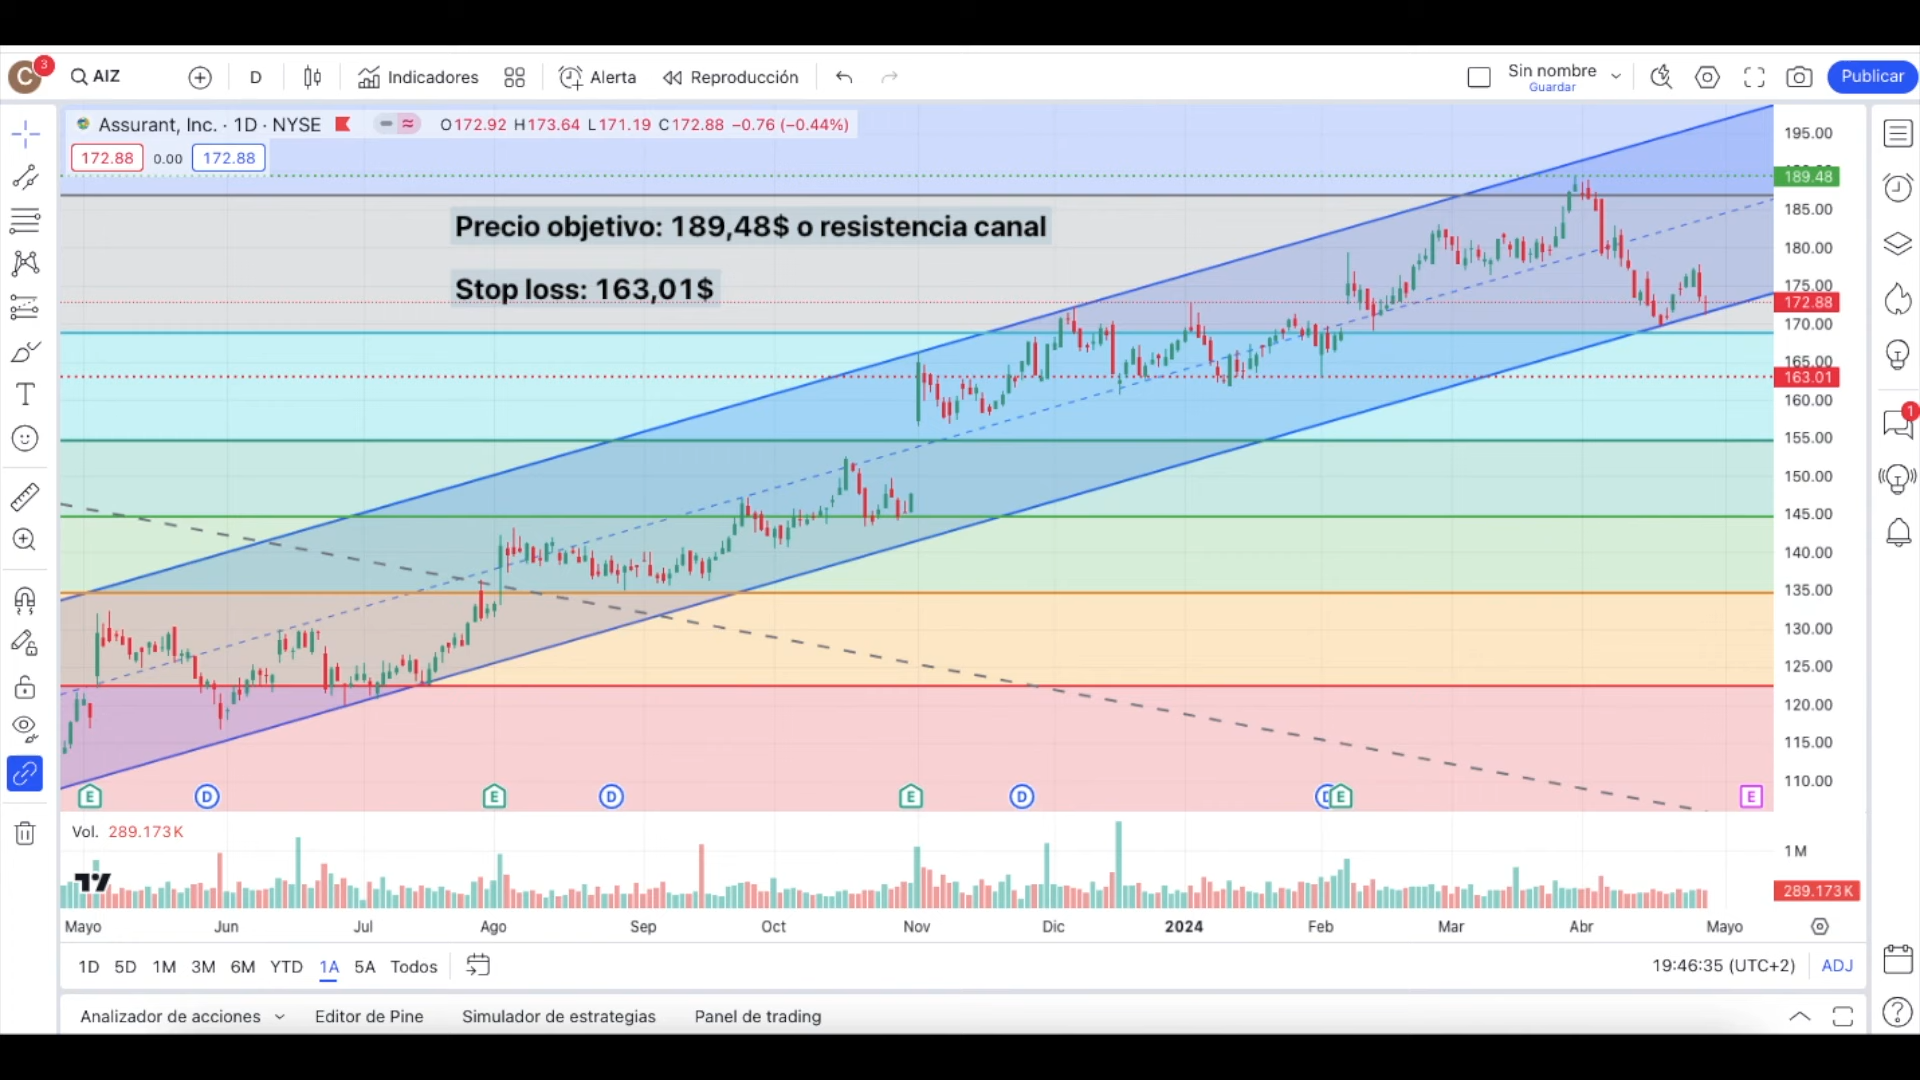 C 3 AIZ D Indicadores Alerta Reproducción Sin nombre Guardar Publicar
Assurant, Inc. · 1D · NYSE O172.92 H173.64 L171.19 C172.88 −0.76 (−0.44%)
172.88 0.00 172.88
Precio objetivo: 189,48$ o resistencia canal
Stop loss: 163,01$
195.00
189.48
185.00
180.00
175.00
172.88
170.00
165.00
163.01
160.00
155.00
150.00
145.00
140.00
135.00
130.00
125.00
120.00
115.00
110.00
1
E D E D E D E E
Vol. 289.173K
1M
289.173K
Mayo Jun Jul Ago Sep Oct Nov Dic 2024 Feb Mar Abr Mayo
1D 5D 1M 3M 6M YTD 1A 5A Todos 19:46:35 (UTC+2) ADJ
Analizador de acciones Editor de Pine Simulador de estrategias Panel de trading